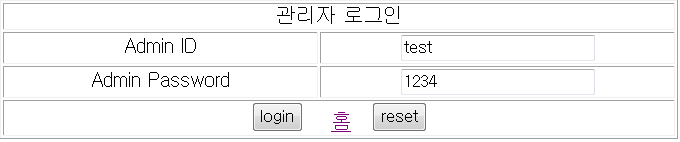 관리자 로그인
Admin ID test
Admin Password 1234
login 홈 reset